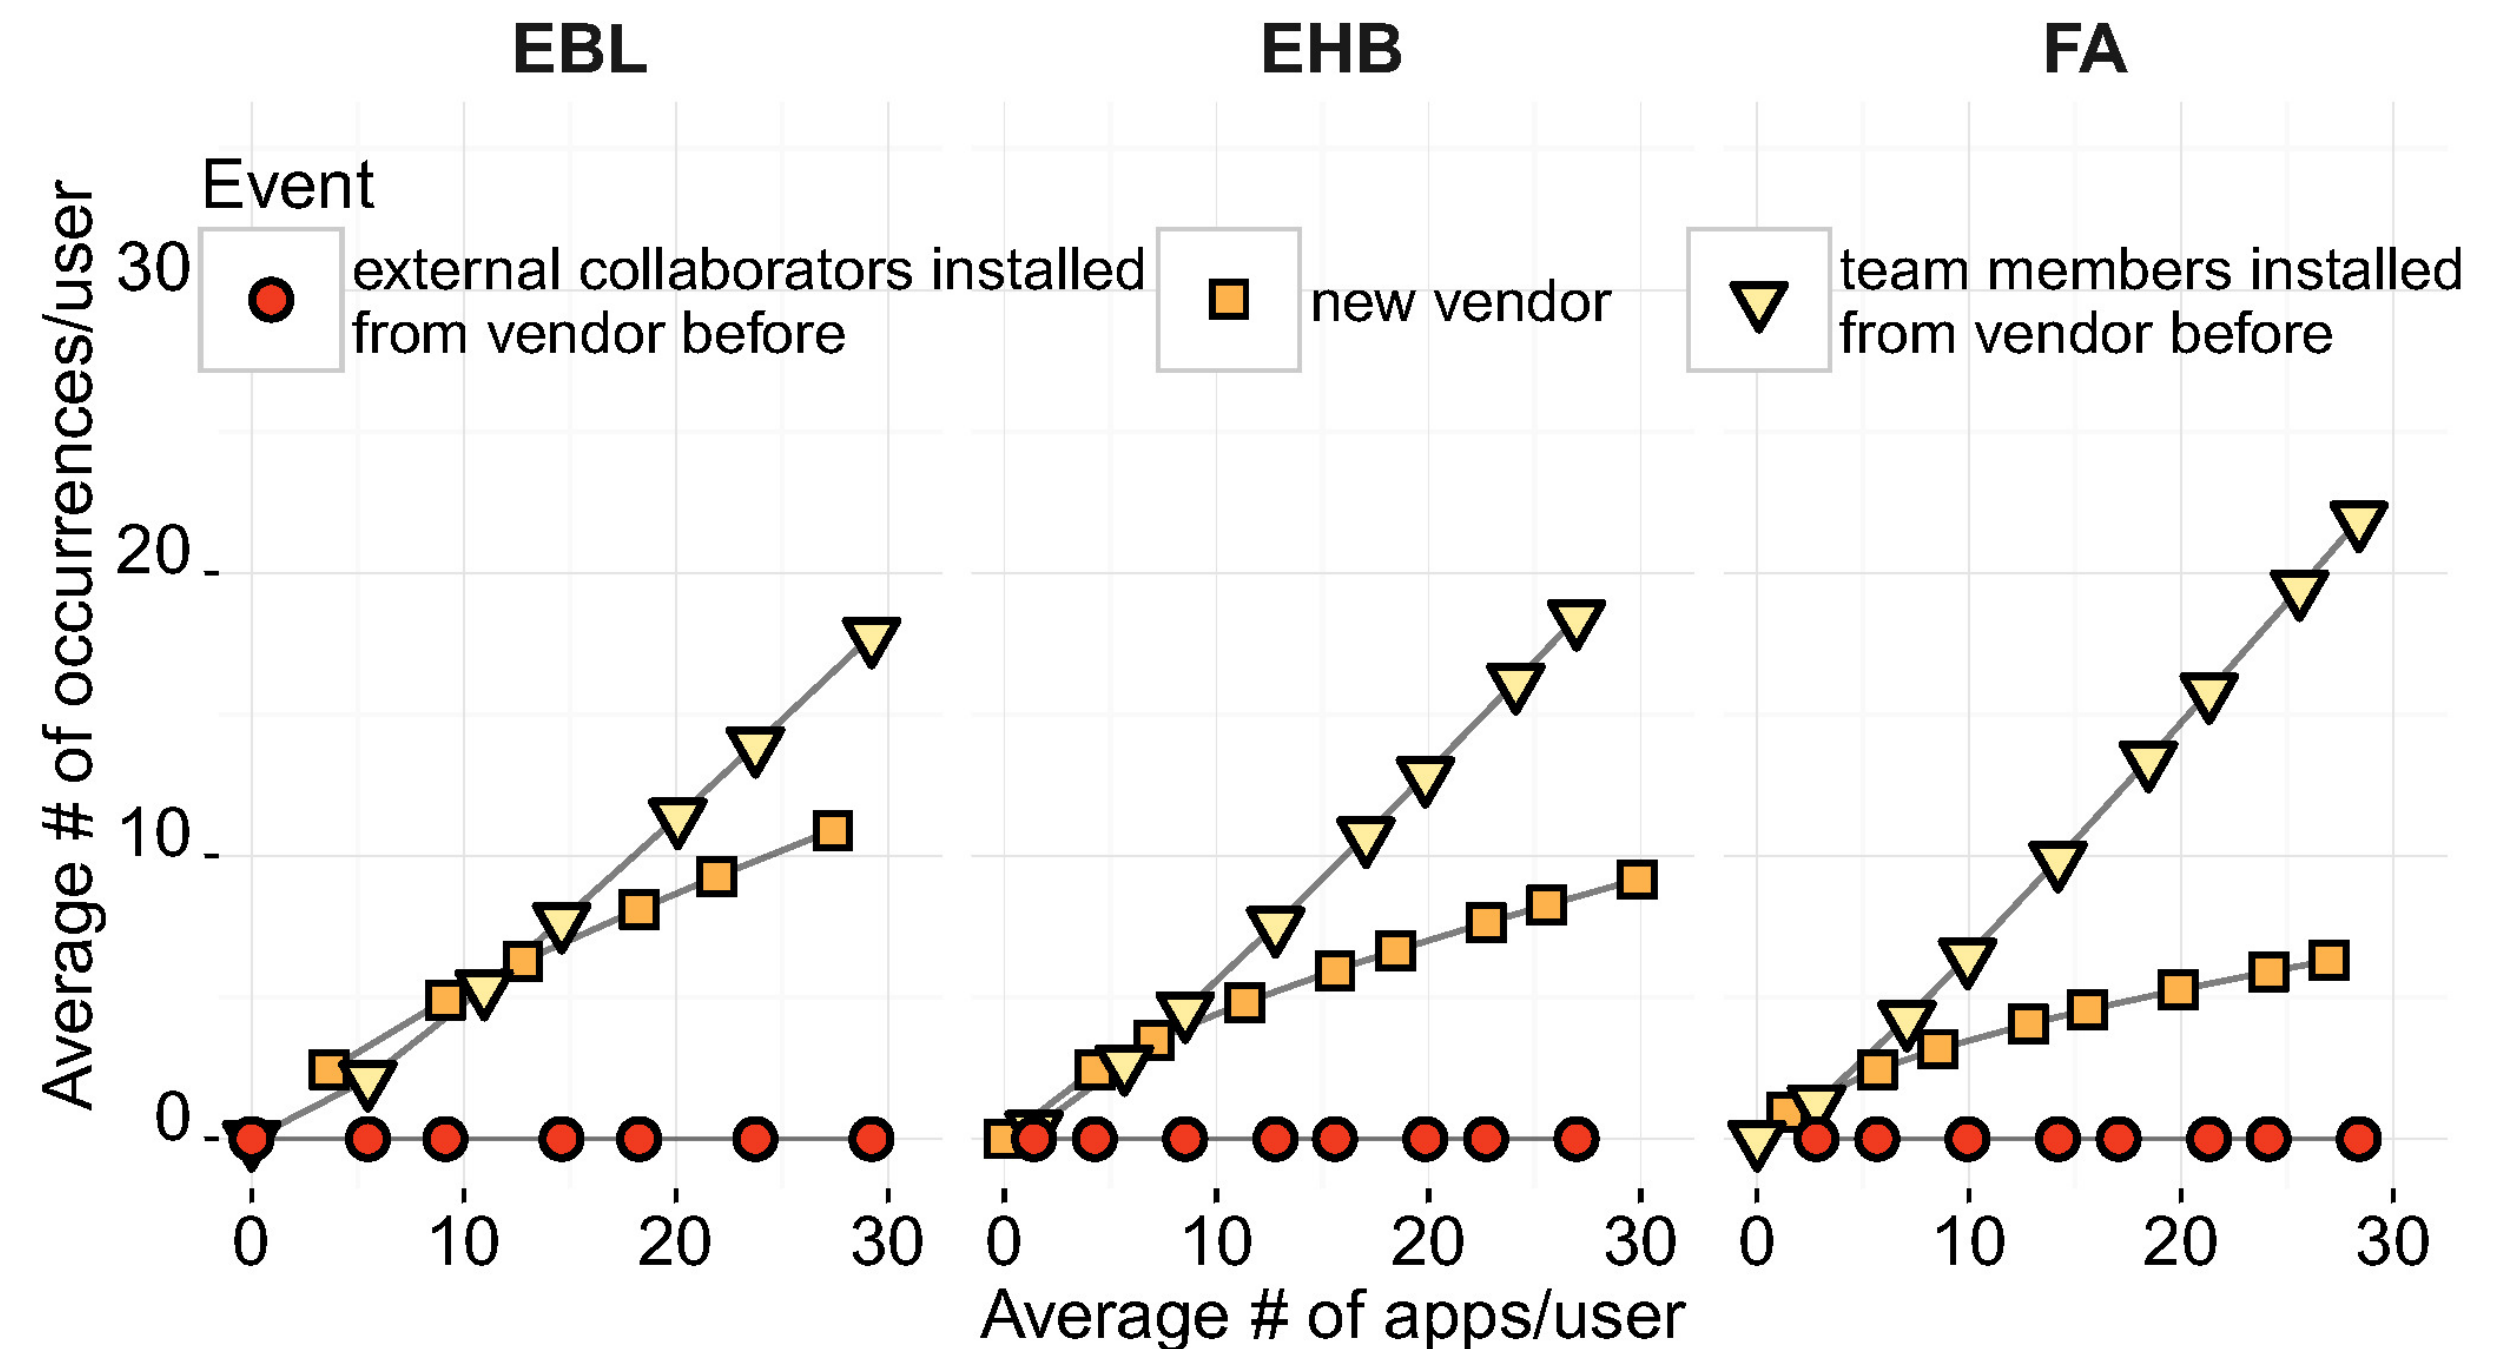 EBL EHB FA
Average # of occurrences/user
Event
external collaborators installed
from vendor before
new vendor
team members installed
from vendor before
30
20
10
0
0 10 20 30 0 10 20 30 0 10 20 30
Average # of apps/user